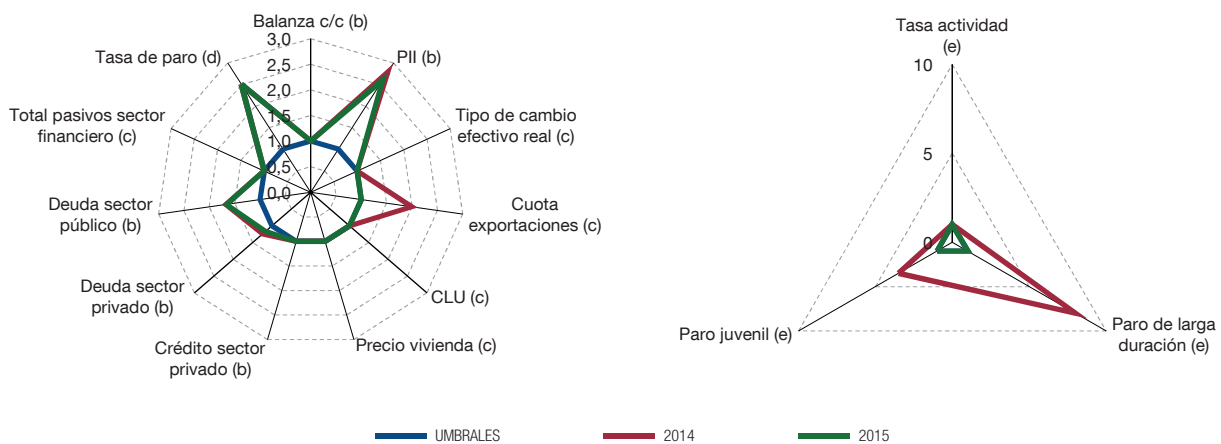 Balanza c/c (b)
3,0
2,5
2,0
1,5
1,0
0,5
0,0
PII (b)
Tipo de cambio
efectivo real (c)
Cuota
exportaciones (c)
CLU (c)
Precio vivienda (c)
Crédito sector
privado (b)
Deuda sector
privado (b)
Deuda sector
público (b)
Total pasivos sector
financiero (c)
Tasa de paro (d)
Tasa actividad
(e)
10
5
0
Paro de larga
duración (e)
Paro juvenil (e)
UMBRALES
2014
2015